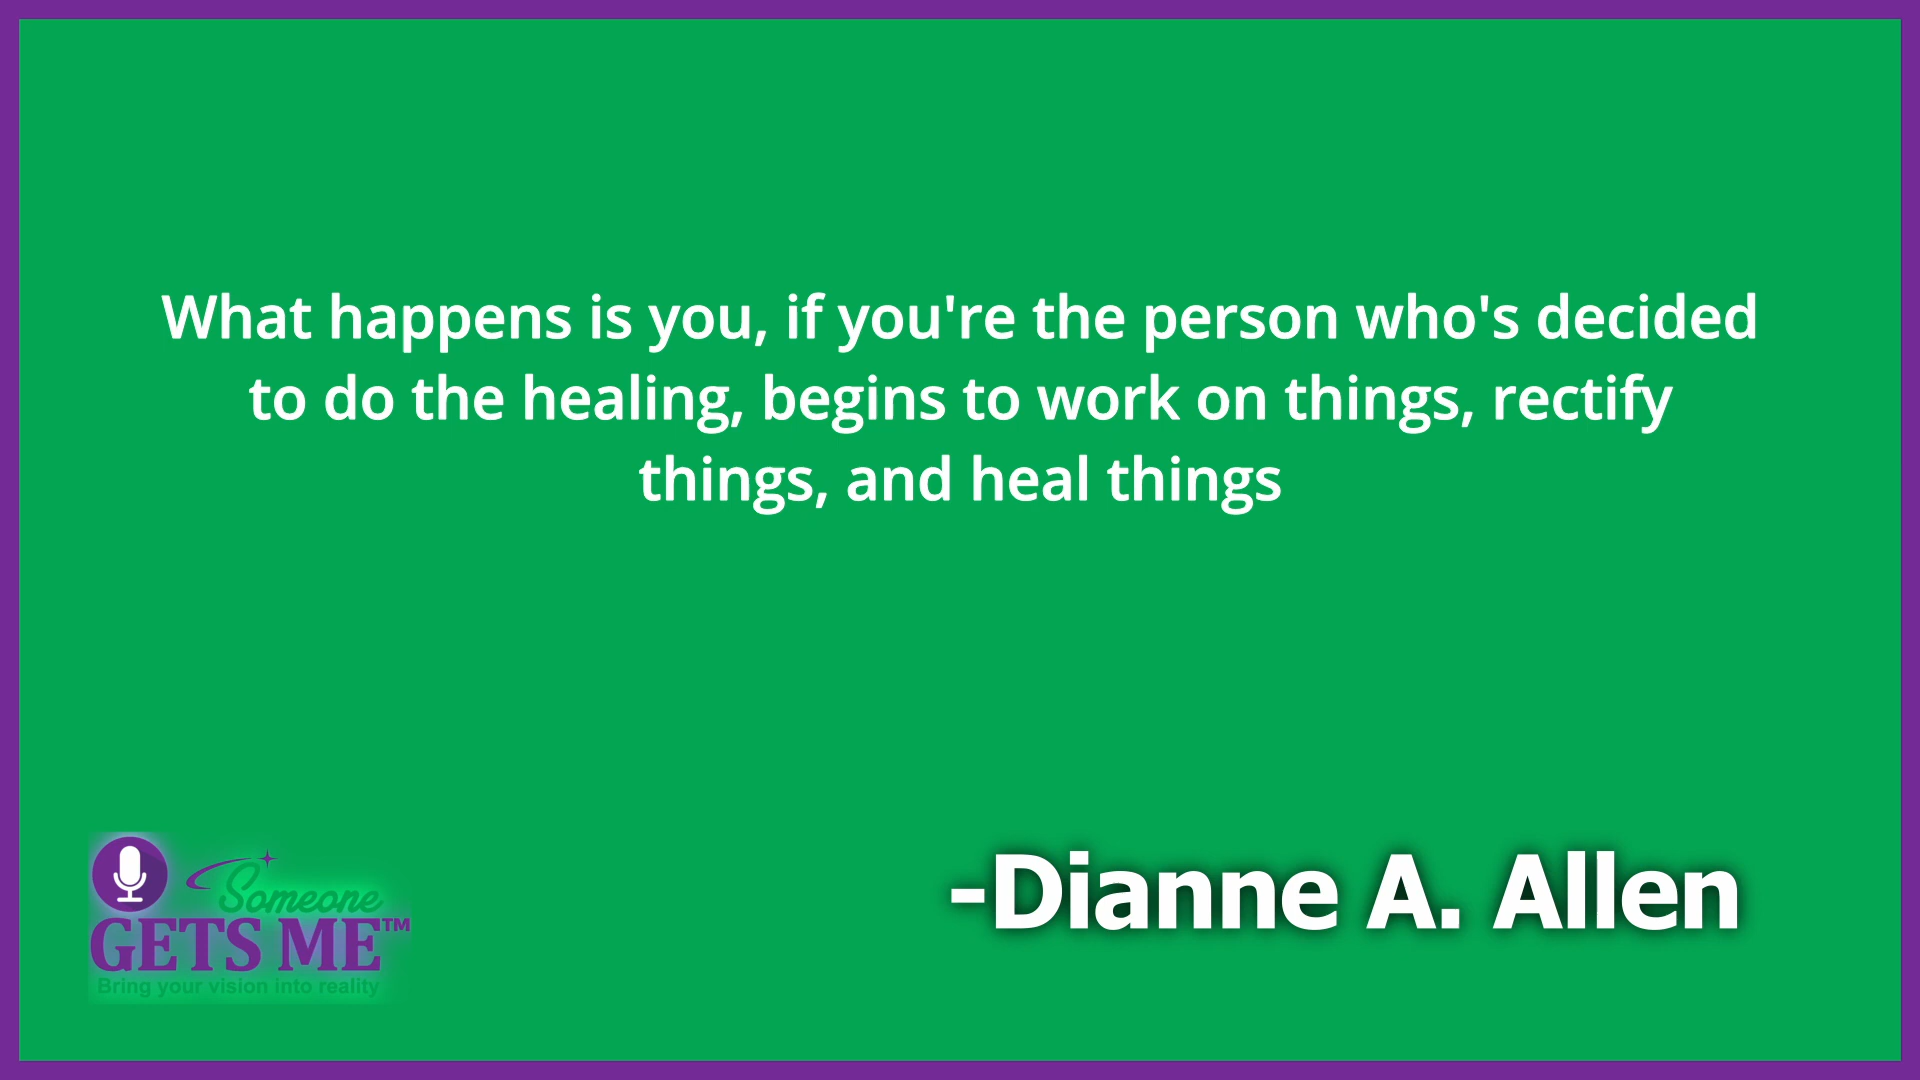 What happens is you, if you're the person who's decided
to do the healing, begins to work on things, rectify
things, and heal things
-Dianne A. Allen
Someone
GETS ME™
Bring your vision into reality